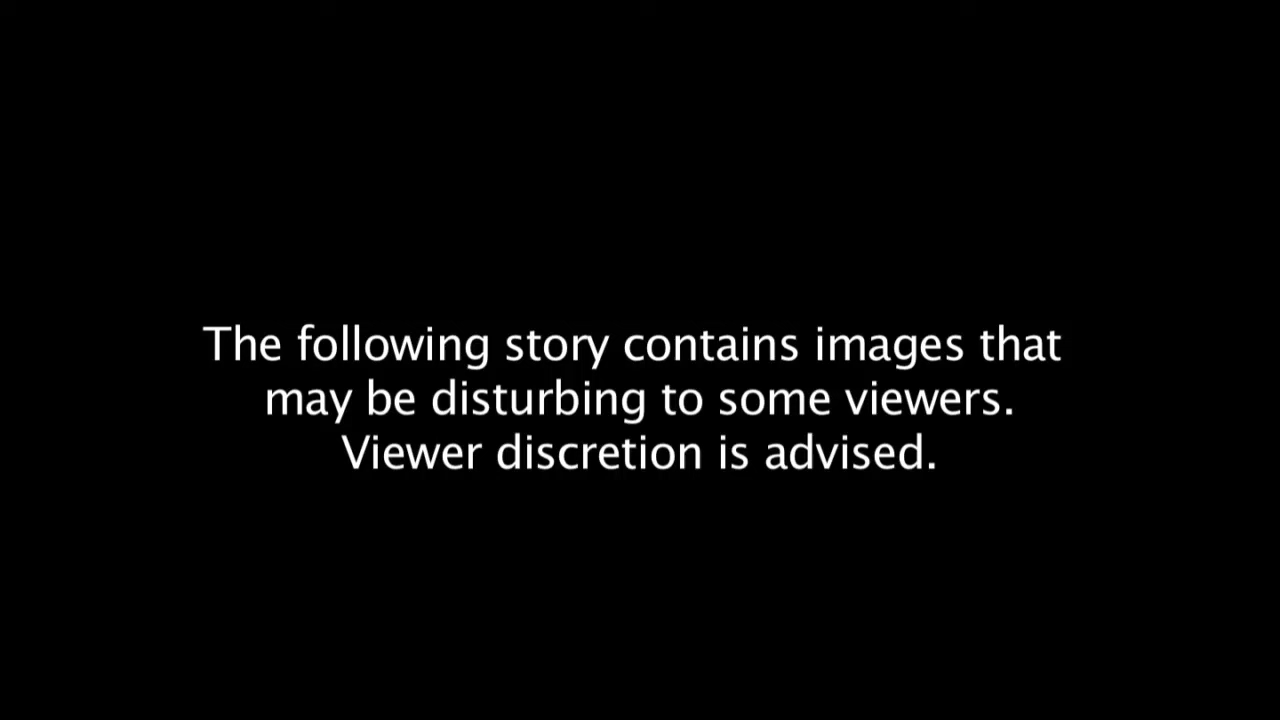 The following story contains images that
may be disturbing to some viewers.
Viewer discretion is advised.